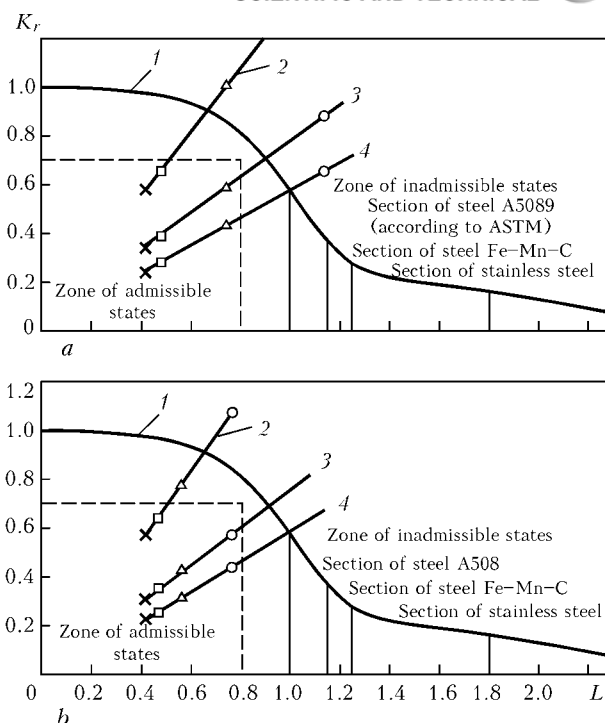 K_r
1
2
3
4
1.0
0.8
0.6
0.4
0.2
0
Zone of inadmissible states
Section of steel A5089
(according to ASTM)
Section of steel Fe–Mn–C
Section of stainless steel
Zone of admissible
states
a
1.2
1.0
0.8
0.6
0.4
0.2
1
2
3
4
Zone of inadmissible states
Section of steel A508
Section of steel Fe–Mn–C
Section of stainless steel
Zone of admissible
states
0 0.2 0.4 0.6 0.8 1.0 1.2 1.4 1.6 1.8 2.0 L
b